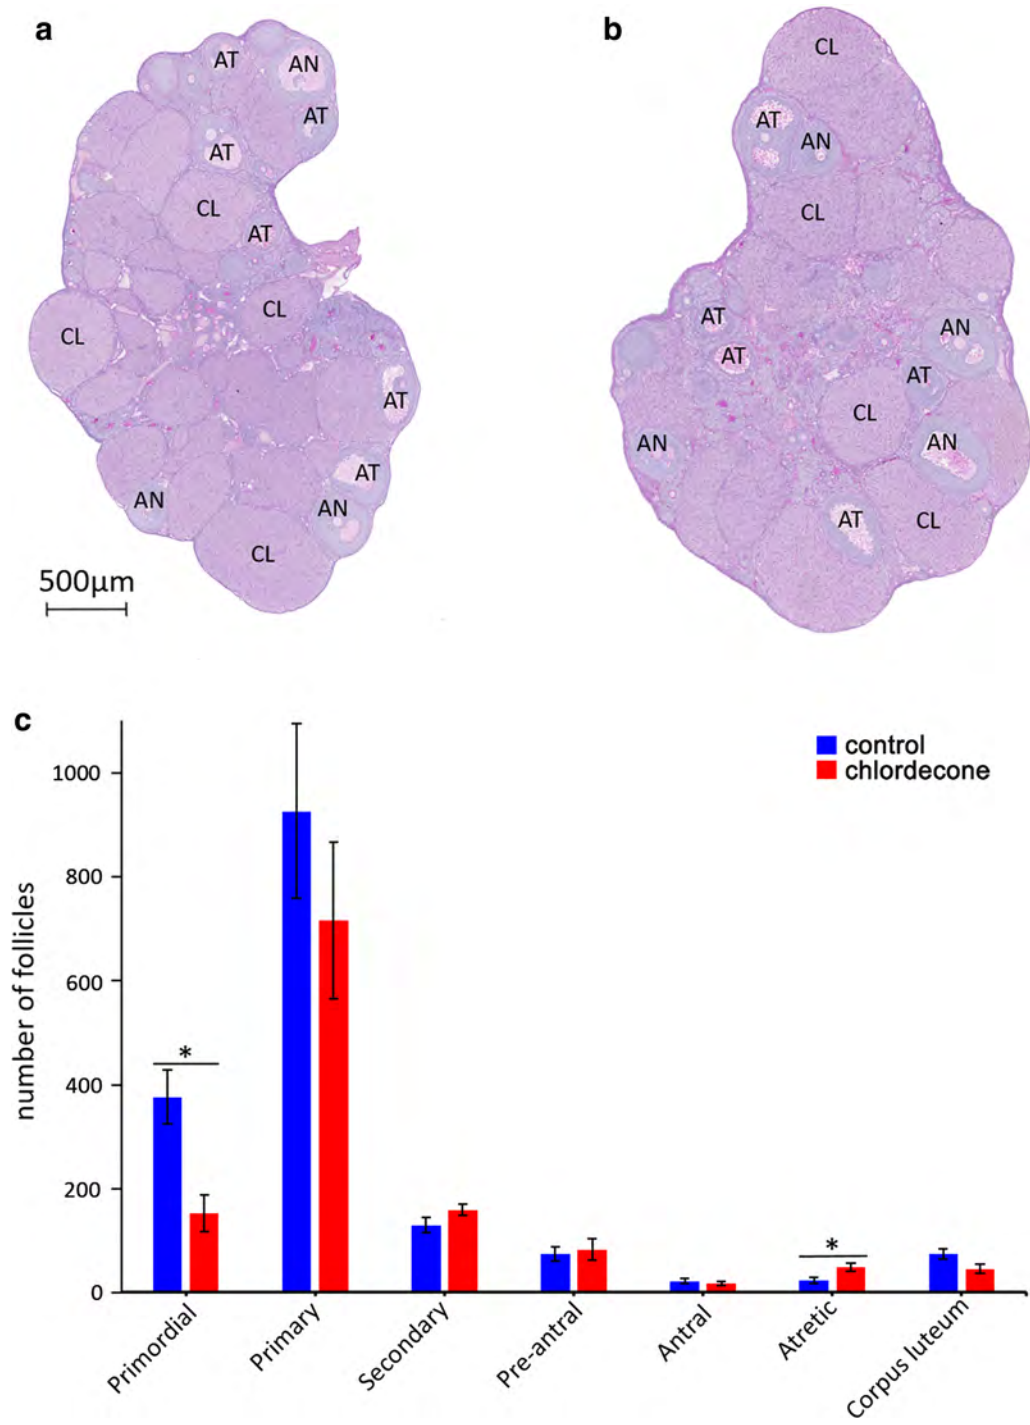 a
b
AT
AN
AT
AT
CL
AT
CL
CL
AT
AT
AN
AN
CL
500µm
CL
AT
AN
CL
AT
AN
AT
AT
CL
AN
AN
AT
CL
c
control
chlordecone
number of follicles
1000
800
600
400
200
0
*
*
Primordial
Primary
Secondary
Pre-antral
Antral
Atretic
Corpus luteum